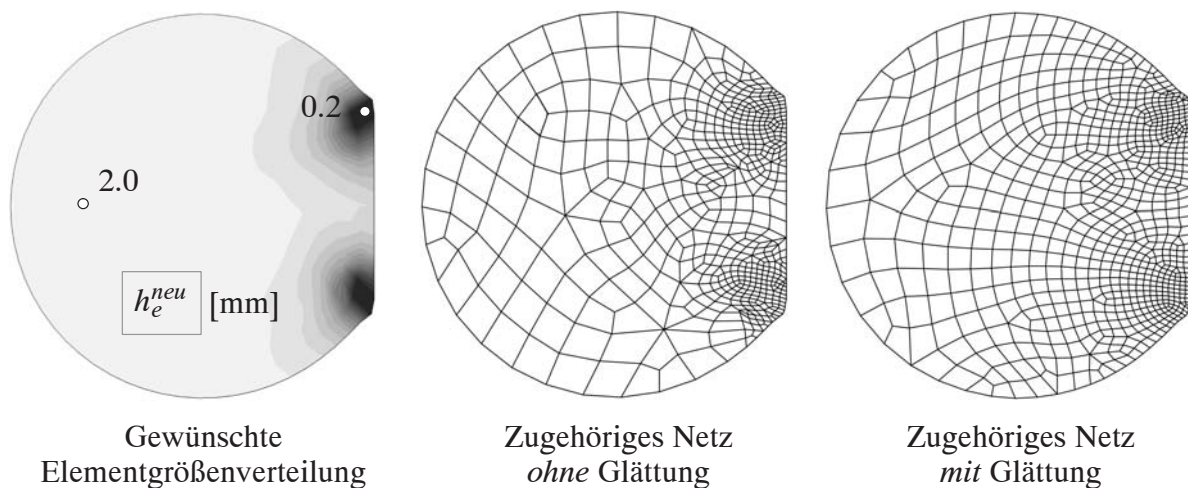 0.2
2.0
h_e^{neu} [mm]
Gewünschte
Elementgrößenverteilung
Zugehöriges Netz
ohne Glättung
Zugehöriges Netz
mit Glättung